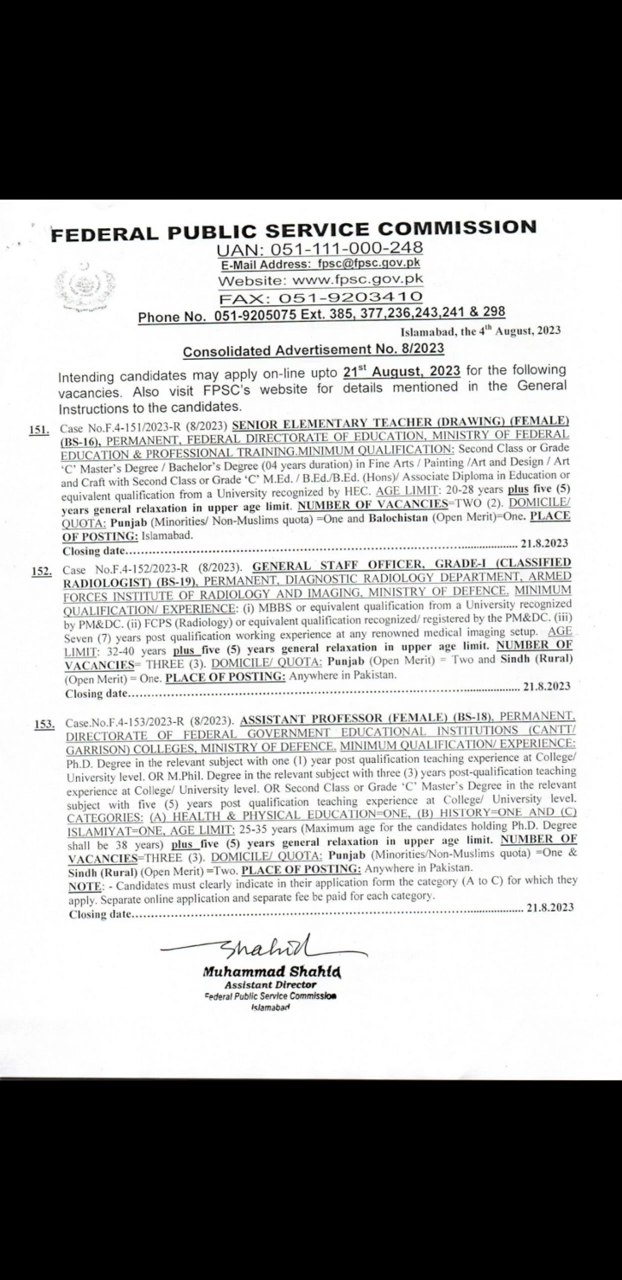 FEDERAL PUBLIC SERVICE COMMISSION
UAN: 051-111-000-248
E-Mail Address: fpsc@fpsc.gov.pk
Website: www.fpsc.gov.pk
FAX: 051-9203410
Phone No. 051-9205075 Ext. 385, 377,236,243,241 & 298
Islamabad, the 4th August, 2023
Consolidated Advertisement No. 8/2023
Intending candidates may apply on-line upto 21st August, 2023 for the following
vacancies. Also visit FPSC's website for details mentioned in the General
Instructions to the candidates.
151. Case No.F.4-151/2023-R (8/2023) SENIOR ELEMENTARY TEACHER (DRAWING) (FEMALE)
(BS-16), PERMANENT, FEDERAL DIRECTORATE OF EDUCATION, MINISTRY OF FEDERAL
EDUCATION & PROFESSIONAL TRAINING.MINIMUM QUALIFICATION: Second Class or Grade
'C' Master's Degree / Bachelor's Degree (04 years duration) in Fine Arts / Painting /Art and Design / Art
and Craft with Second Class or Grade 'C' M.Ed. / B.Ed./B.Ed. (Hons)/ Associate Diploma in Education or
equivalent qualification from a University recognized by HEC. AGE LIMIT: 20-28 years plus five (5)
years general relaxation in upper age limit. NUMBER OF VACANCIES=TWO (2). DOMICILE/
QUOTA: Punjab (Minorities/ Non-Muslims quota) =One and Balochistan (Open Merit)=One. PLACE
OF POSTING: Islamabad.
Closing date.......................................................................................................... 21.8.2023
152. Case No.F.4-152/2023-R (8/2023). GENERAL STAFF OFFICER, GRADE-I (CLASSIFIED
RADIOLOGIST) (BS-19), PERMANENT, DIAGNOSTIC RADIOLOGY DEPARTMENT, ARMED
FORCES INSTITUTE OF RADIOLOGY AND IMAGING, MINISTRY OF DEFENCE. MINIMUM
QUALIFICATION/ EXPERIENCE: (i) MBBS or equivalent qualification from a University recognized
by PM&DC. (ii) FCPS (Radiology) or equivalent qualification recognized/ registered by the PM&DC. (iii)
Seven (7) years post qualification working experience at any renowned medical imaging setup. AGE
LIMIT: 32-40 years plus five (5) years general relaxation in upper age limit. NUMBER OF
VACANCIES= THREE (3). DOMICILE/ QUOTA: Punjab (Open Merit) = Two and Sindh (Rural)
(Open Merit) = One. PLACE OF POSTING: Anywhere in Pakistan.
Closing date.......................................................................................................... 21.8.2023
153. Case.No.F.4-153/2023-R (8/2023). ASSISTANT PROFESSOR (FEMALE) (BS-18), PERMANENT,
DIRECTORATE OF FEDERAL GOVERNMENT EDUCATIONAL INSTITUTIONS (CANTT/
GARRISON) COLLEGES, MINISTRY OF DEFENCE. MINIMUM QUALIFICATION/ EXPERIENCE:
Ph.D. Degree in the relevant subject with one (1) year post qualification teaching experience at College/
University level. OR M.Phil. Degree in the relevant subject with three (3) years post-qualification teaching
experience at College/ University level. OR Second Class or Grade 'C' Master's Degree in the relevant
subject with five (5) years post qualification teaching experience at College/ University level.
CATEGORIES: (A) HEALTH & PHYSICAL EDUCATION=ONE, (B) HISTORY=ONE AND (C)
ISLAMIYAT=ONE, AGE LIMIT: 25-35 years (Maximum age for the candidates holding Ph.D. Degree
shall be 38 years) plus five (5) years general relaxation in upper age limit. NUMBER OF
VACANCIES=THREE (3). DOMICILE/ QUOTA: Punjab (Minorities/Non-Muslims quota) =One &
Sindh (Rural) (Open Merit) =Two. PLACE OF POSTING: Anywhere in Pakistan.
NOTE: - Candidates must clearly indicate in their application form the category (A to C) for which they
apply. Separate online application and separate fee be paid for each category.
Closing date.......................................................................................................... 21.8.2023
Shahid
Muhammad Shahid
Assistant Director
Federal Public Service Commission
Islamabad